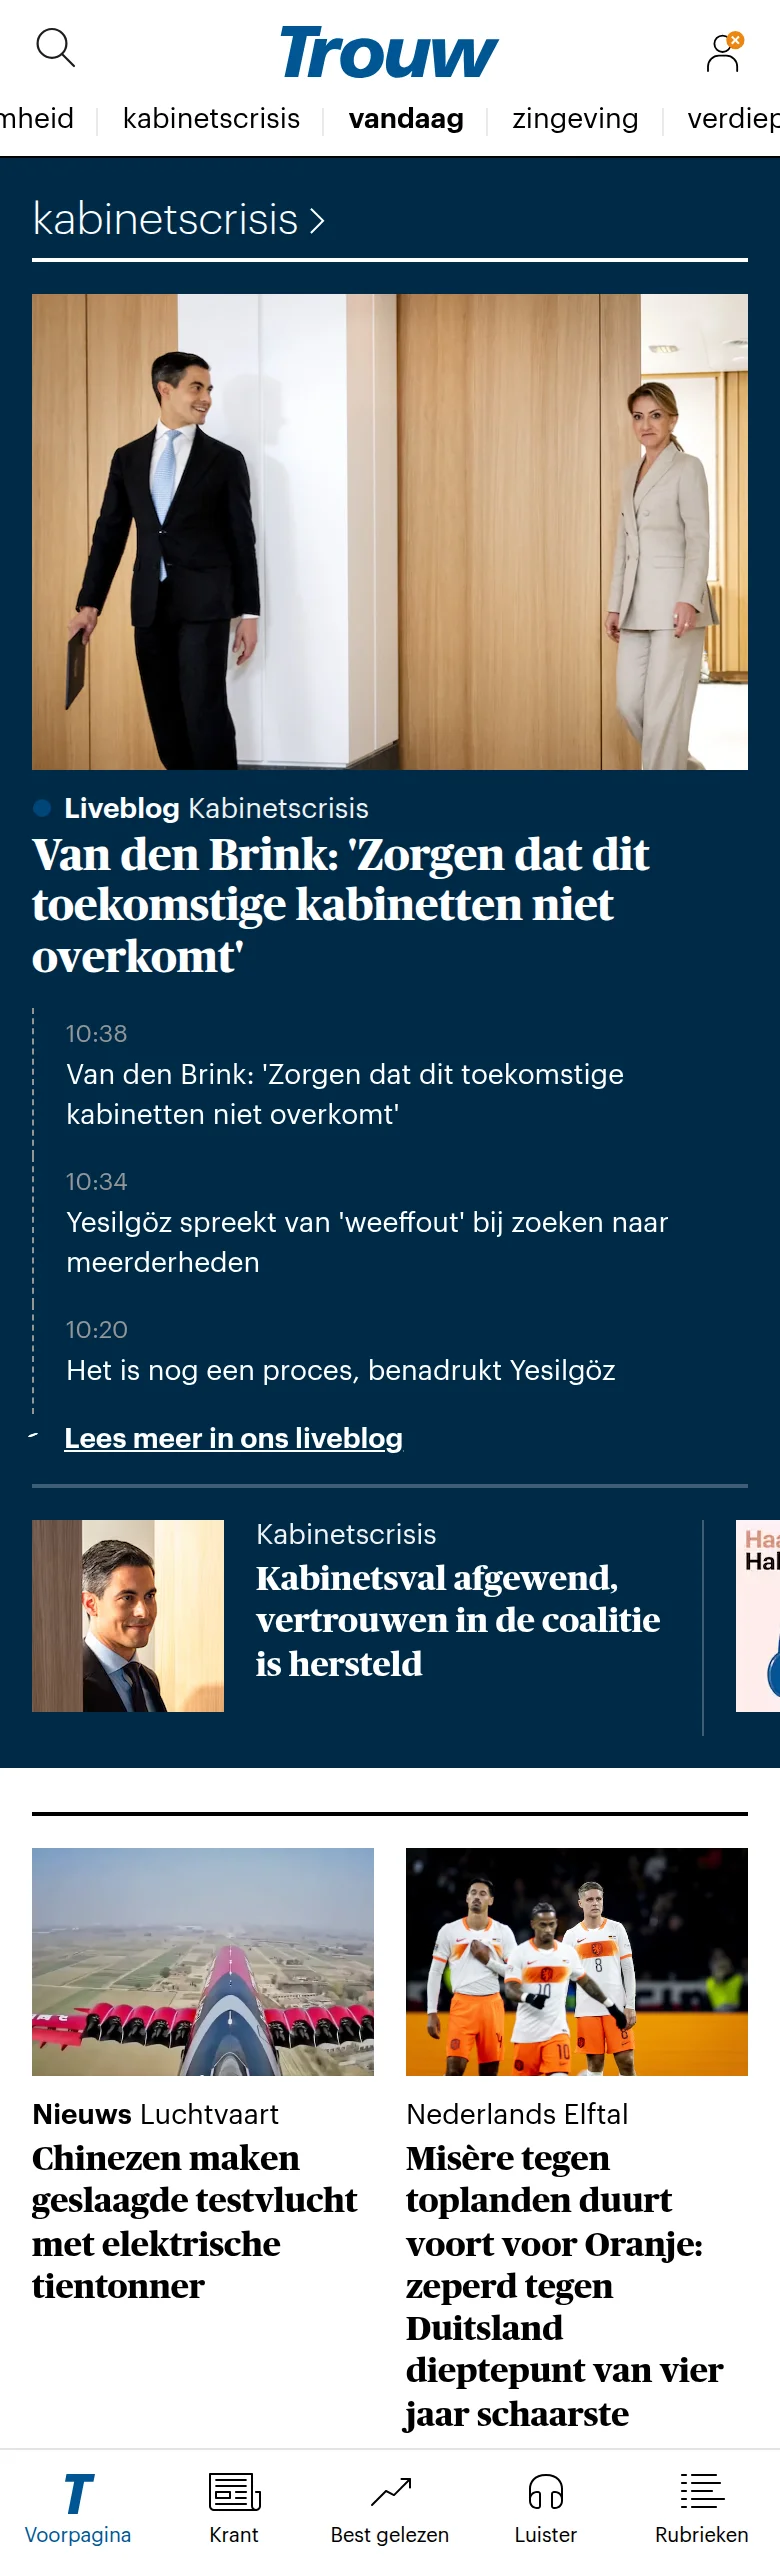 Trouw
mheid
kabinetscrisis
vandaag
zingeving
verdiep
kabinetscrisis
Liveblog Kabinetscrisis
Van den Brink: 'Zorgen dat dit
toekomstige kabinetten niet
overkomt'
10:38
Van den Brink: 'Zorgen dat dit toekomstige
kabinetten niet overkomt'
10:34
Yesilgöz spreekt van 'weeffout' bij zoeken naar
meerderheden
10:20
Het is nog een proces, benadrukt Yesilgöz
Lees meer in ons liveblog
Kabinetscrisis
Kabinetsval afgewend,
vertrouwen in de coalitie
is hersteld
Haa
Hal
Nieuws Luchtvaart
Chinezen maken
geslaagde testvlucht
met elektrische
tientonner
8
10
8
Nederlands Elftal
Misère tegen
toplanden duurt
voort voor Oranje:
zeperd tegen
Duitsland
dieptepunt van vier
jaar schaarste
T
Voorpagina
Krant
Best gelezen
Luister
Rubrieken